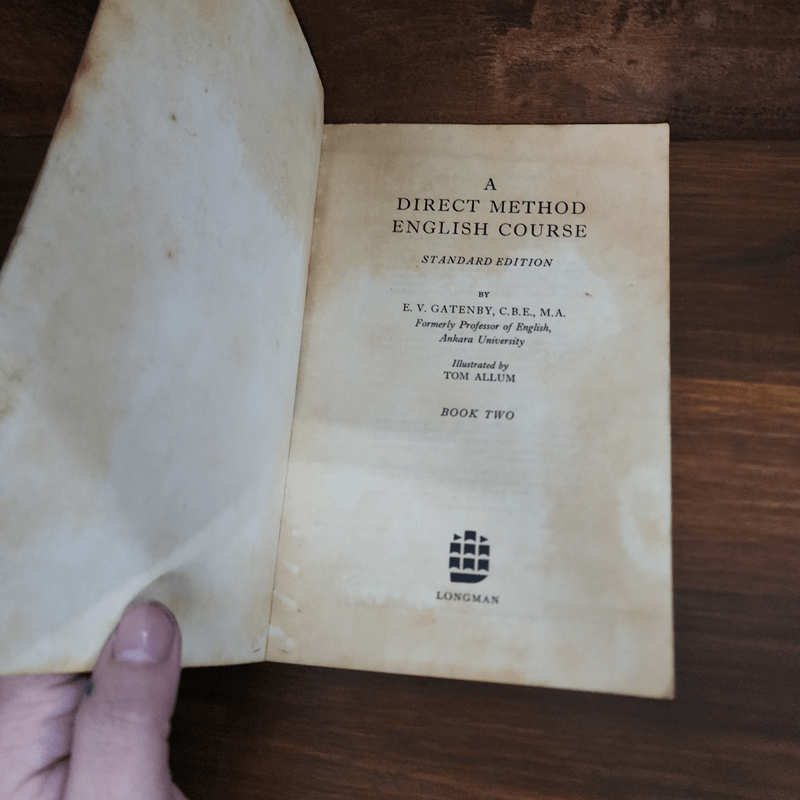 A
DIRECT METHOD
ENGLISH COURSE
STANDARD EDITION
BY
E. V. GATENBY, C.B.E., M.A.
Formerly Professor of English,
Ankara University
Illustrated by
TOM ALLUM
BOOK TWO
LONGMAN